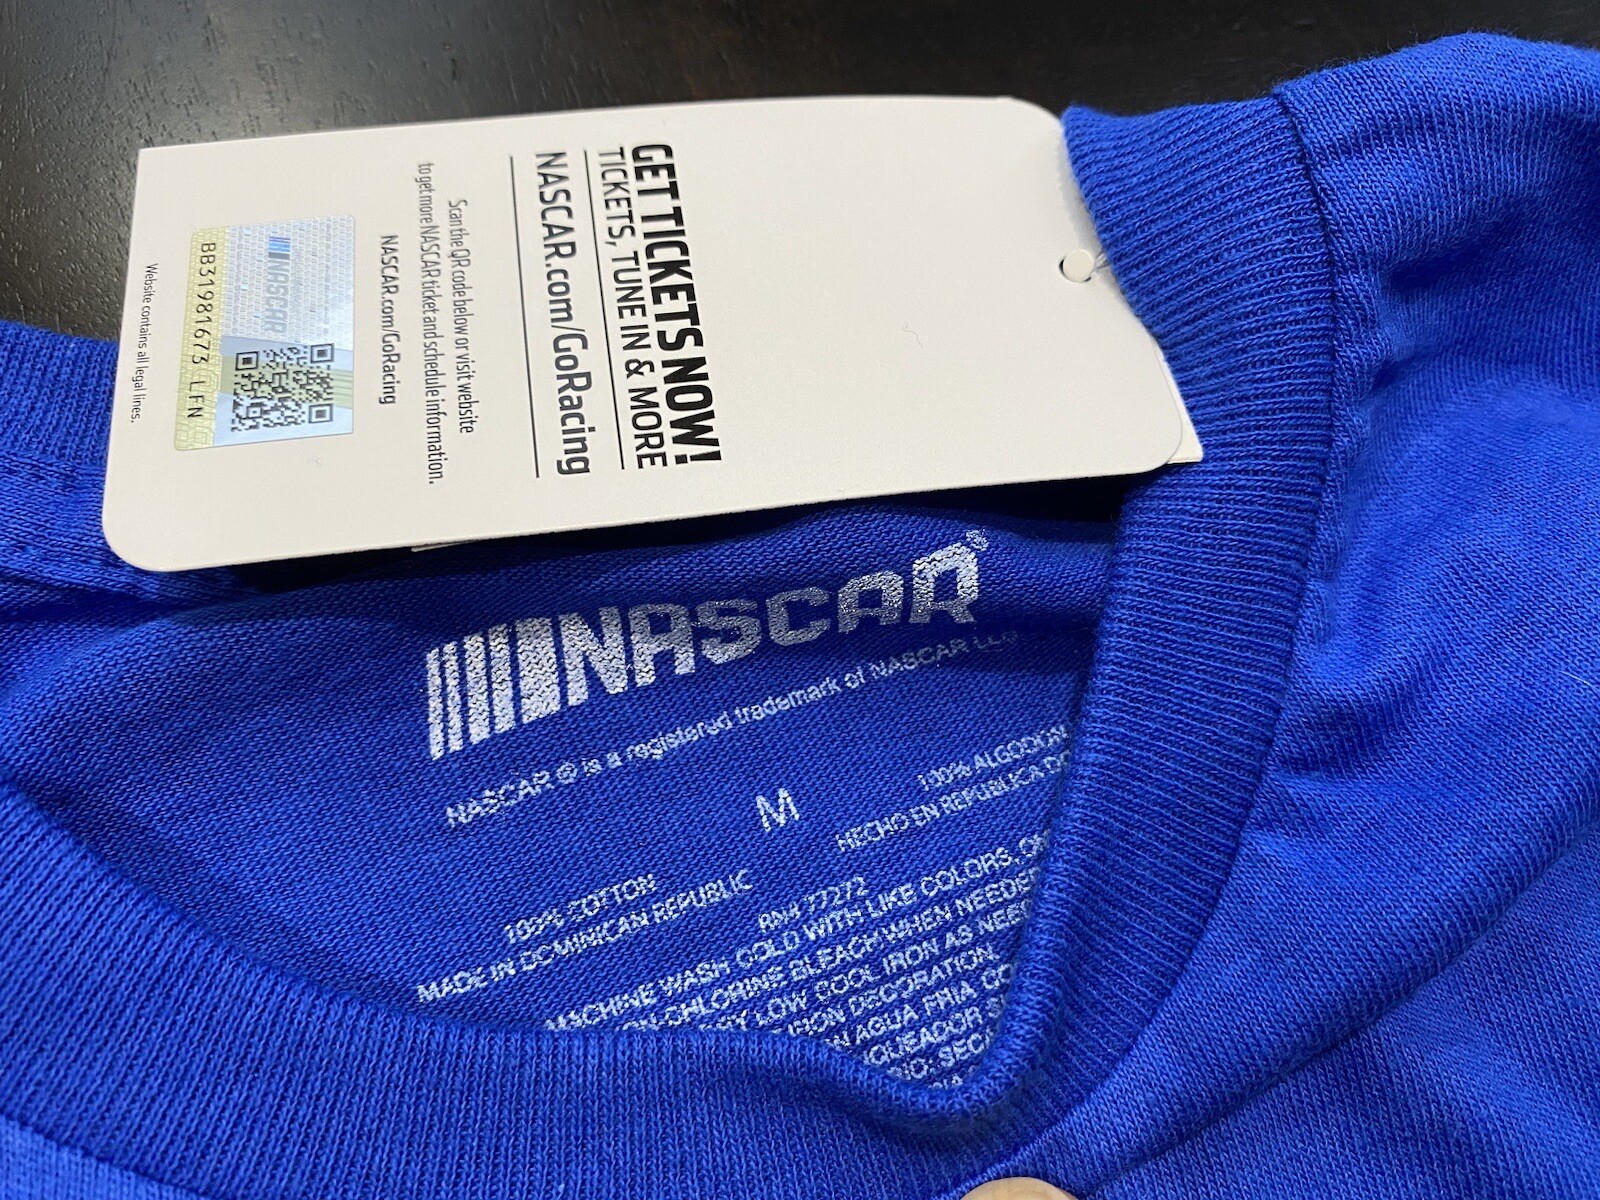 GET TICKETS NOW!
TICKETS, TUNE IN & MORE
NASCAR.com/GoRacing
Scan the QR code below or visit website
to get more NASCAR ticket and schedule information.
NASCAR.com/GoRacing
NASCAR
BB31981673 LFN
Website contains all legal lines.
NASCAR®
NASCAR ® is a registered trademark of NASCAR LLC
M
100% COTTON
MADE IN DOMINICAN REPUBLIC
100% ALGODON
HECHO EN REPUBLICA
RN# 77272
MACHINE WASH COLD WITH LIKE COLORS,
CHLORINE BLEACH WHEN NEEDED
LOW COOL IRON AS
DECORATION
AGUA FRIA